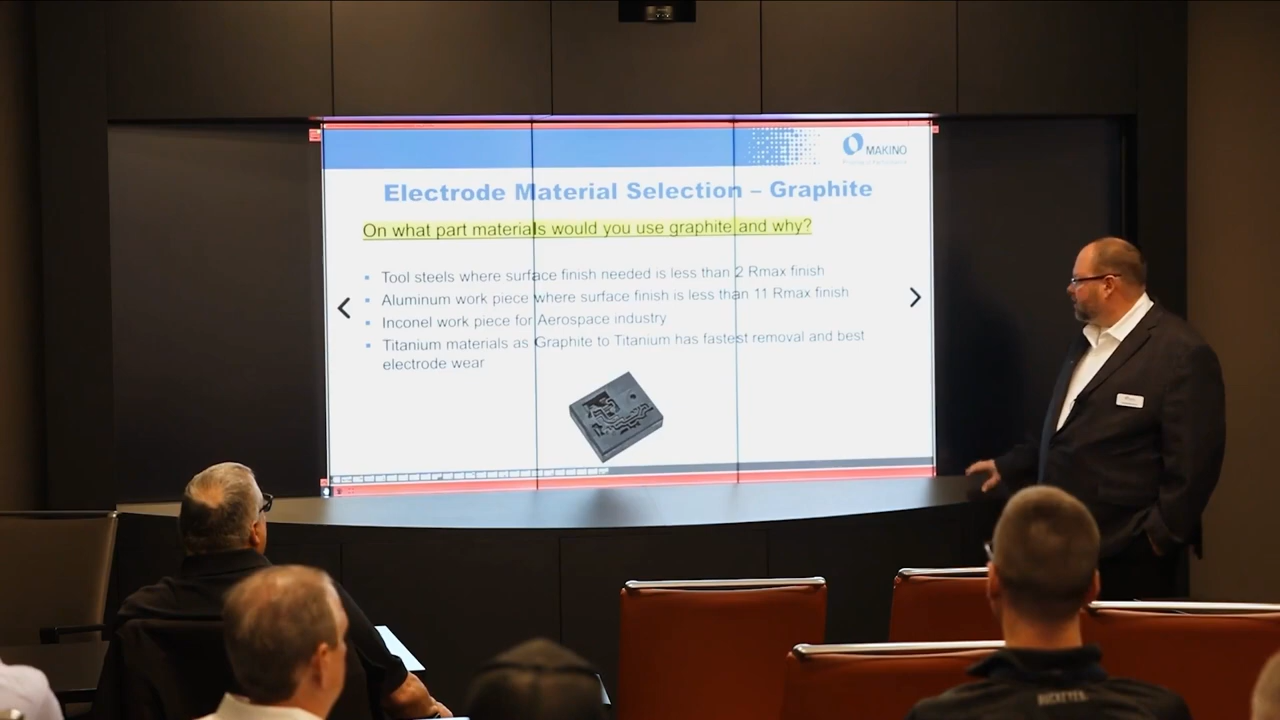 MAKINO
Electrode Material Selection – Graphite
On what part materials would you use graphite and why?
Tool steels where surface finish needed is less than 2 Rmax finish
Aluminum work piece where surface finish is less than 11 Rmax finish
Inconel work piece for Aerospace industry
Titanium materials as Graphite to Titanium has fastest removal and best
electrode wear